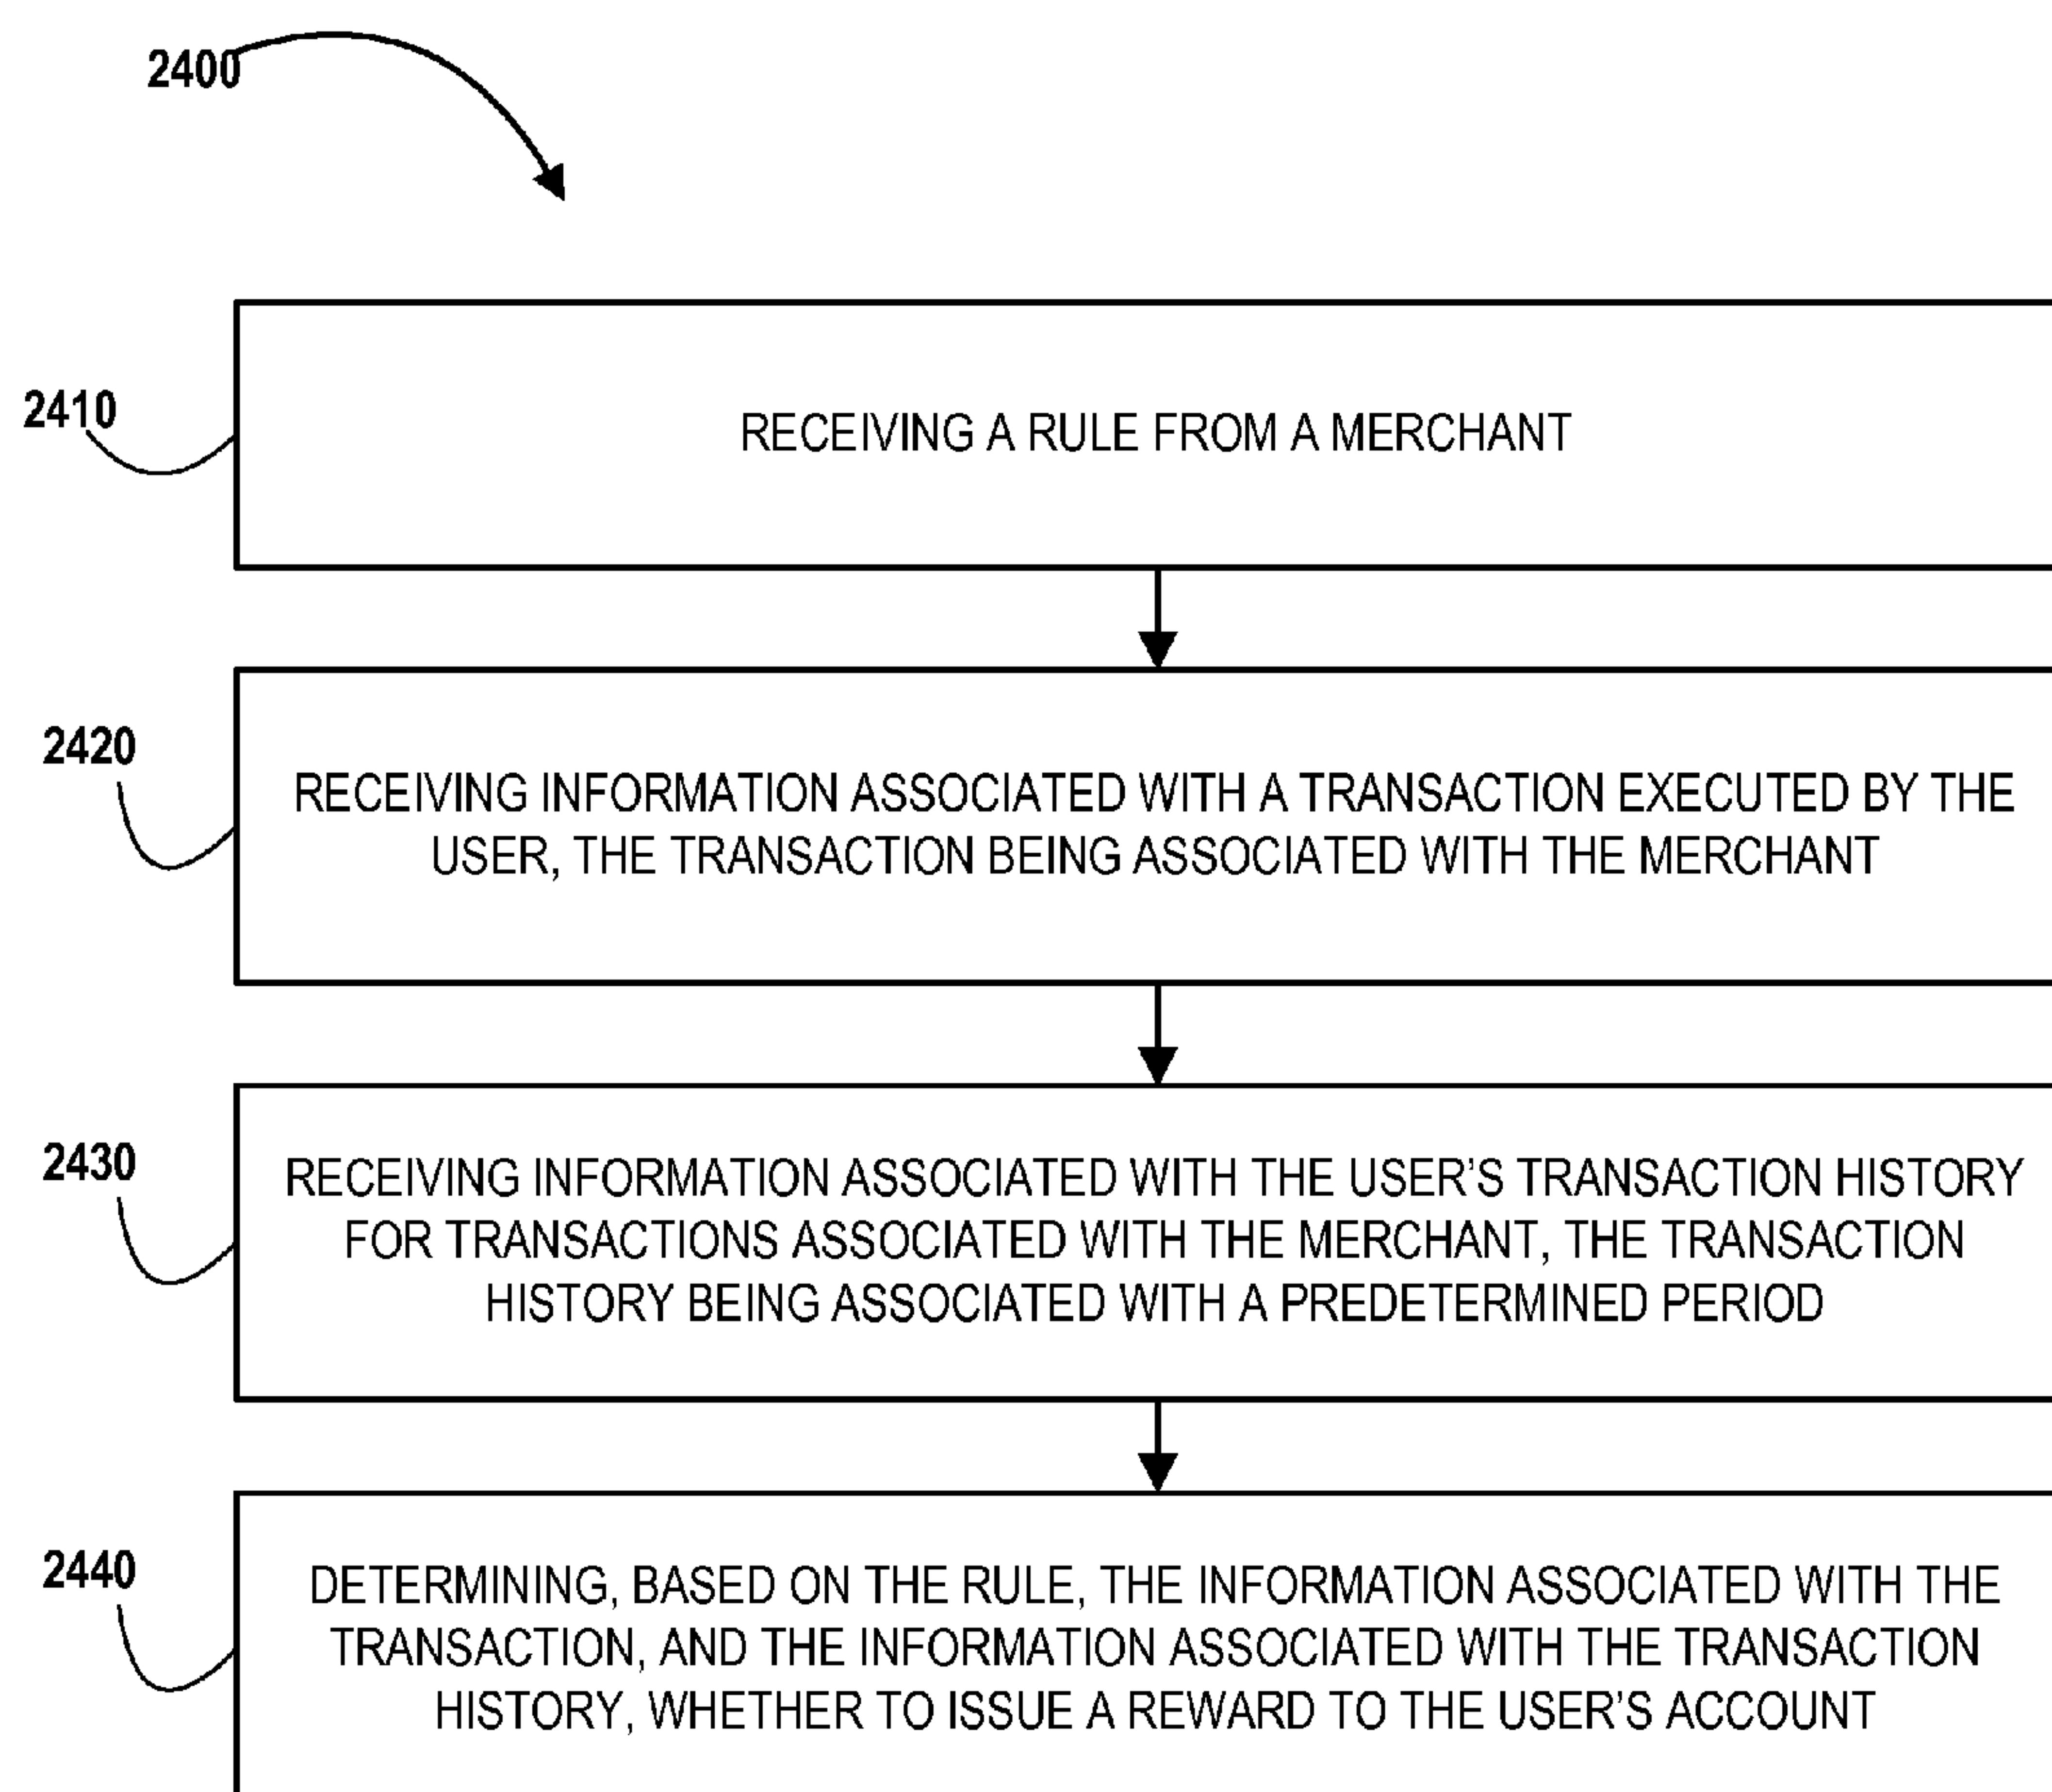 2400
2410
RECEIVING A RULE FROM A MERCHANT
2420
RECEIVING INFORMATION ASSOCIATED WITH A TRANSACTION EXECUTED BY THE
USER, THE TRANSACTION BEING ASSOCIATED WITH THE MERCHANT
2430
RECEIVING INFORMATION ASSOCIATED WITH THE USER'S TRANSACTION HISTORY
FOR TRANSACTIONS ASSOCIATED WITH THE MERCHANT, THE TRANSACTION
HISTORY BEING ASSOCIATED WITH A PREDETERMINED PERIOD
2440
DETERMINING, BASED ON THE RULE, THE INFORMATION ASSOCIATED WITH THE
TRANSACTION, AND THE INFORMATION ASSOCIATED WITH THE TRANSACTION
HISTORY, WHETHER TO ISSUE A REWARD TO THE USER'S ACCOUNT